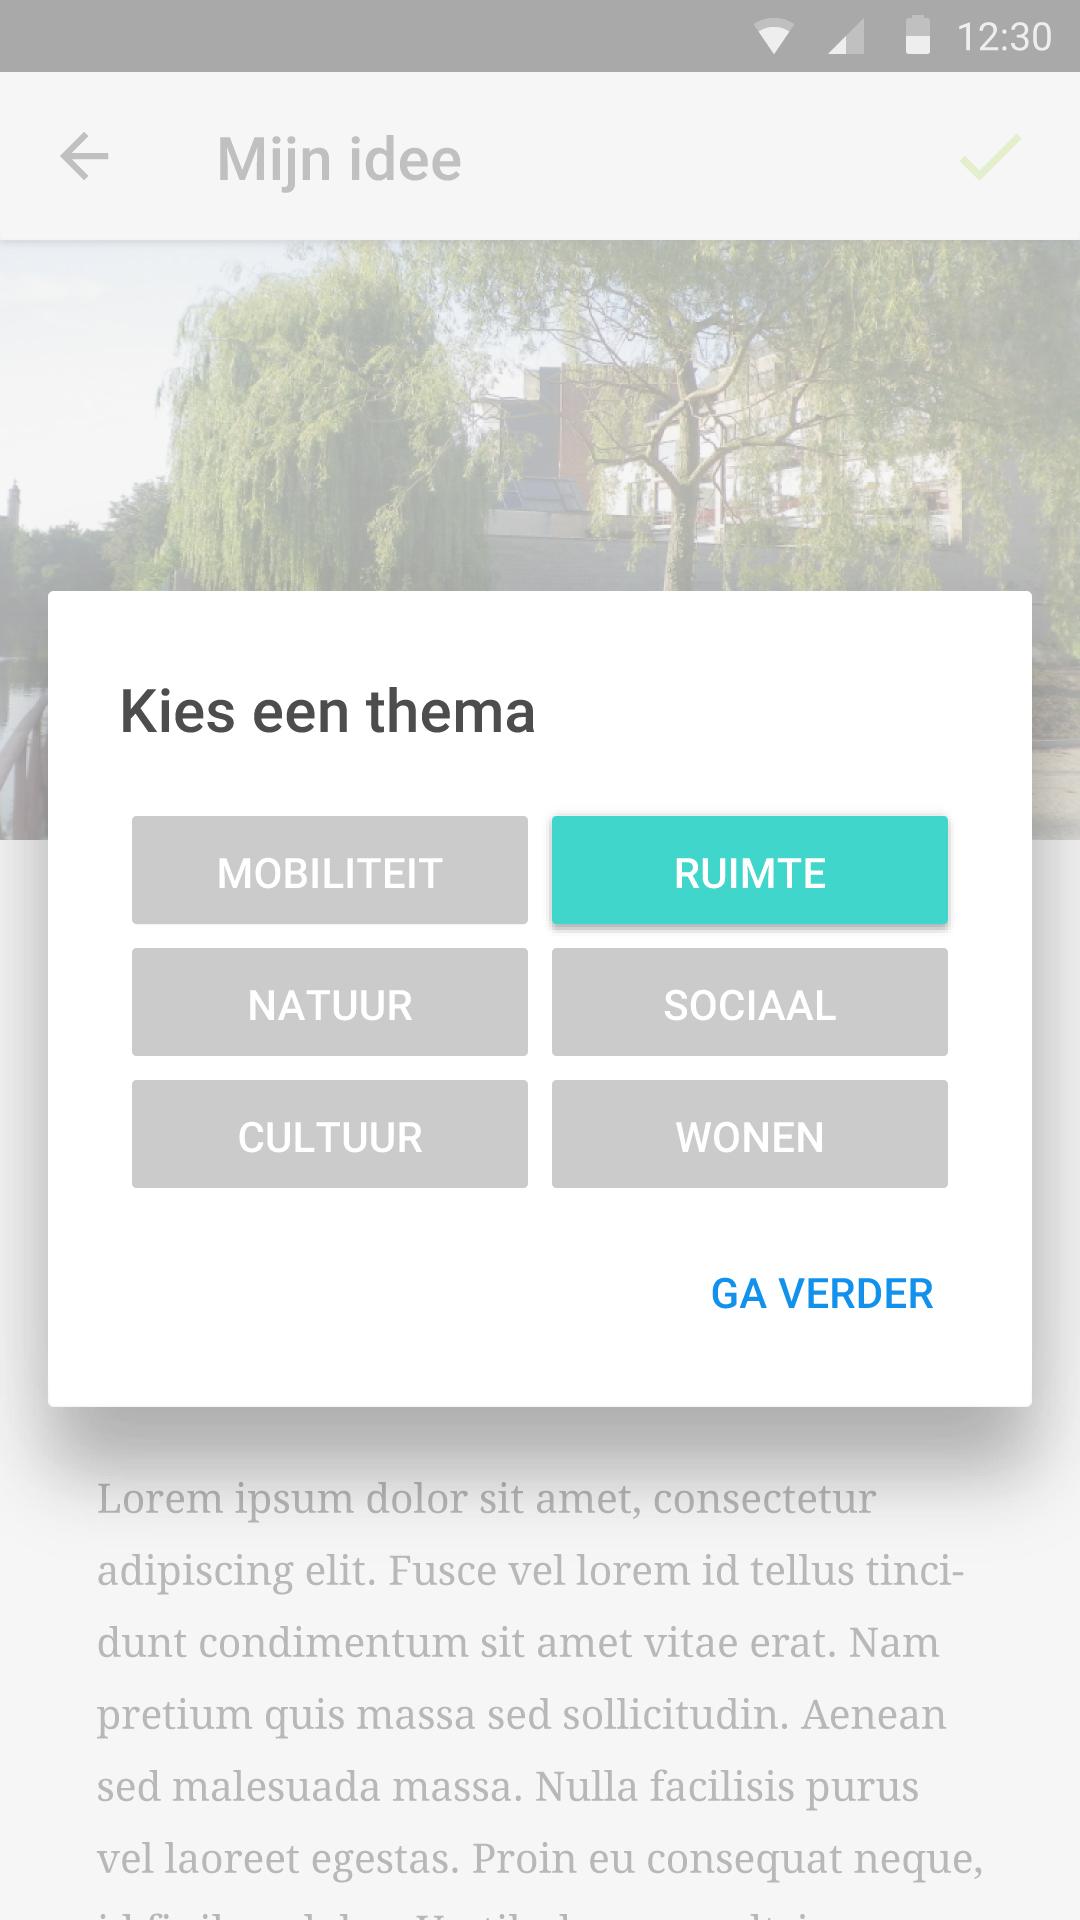 12:30
Mijn idee
Kies een thema
MOBILITEIT RUIMTE
NATUUR SOCIAAL
CULTUUR WONEN
GA VERDER
Lorem ipsum dolor sit amet, consectetur
adipiscing elit. Fusce vel lorem id tellus tinci-
dunt condimentum sit amet vitae erat. Nam
pretium quis massa sed sollicitudin. Aenean
sed malesuada massa. Nulla facilisis purus
vel laoreet egestas. Proin eu consequat neque,